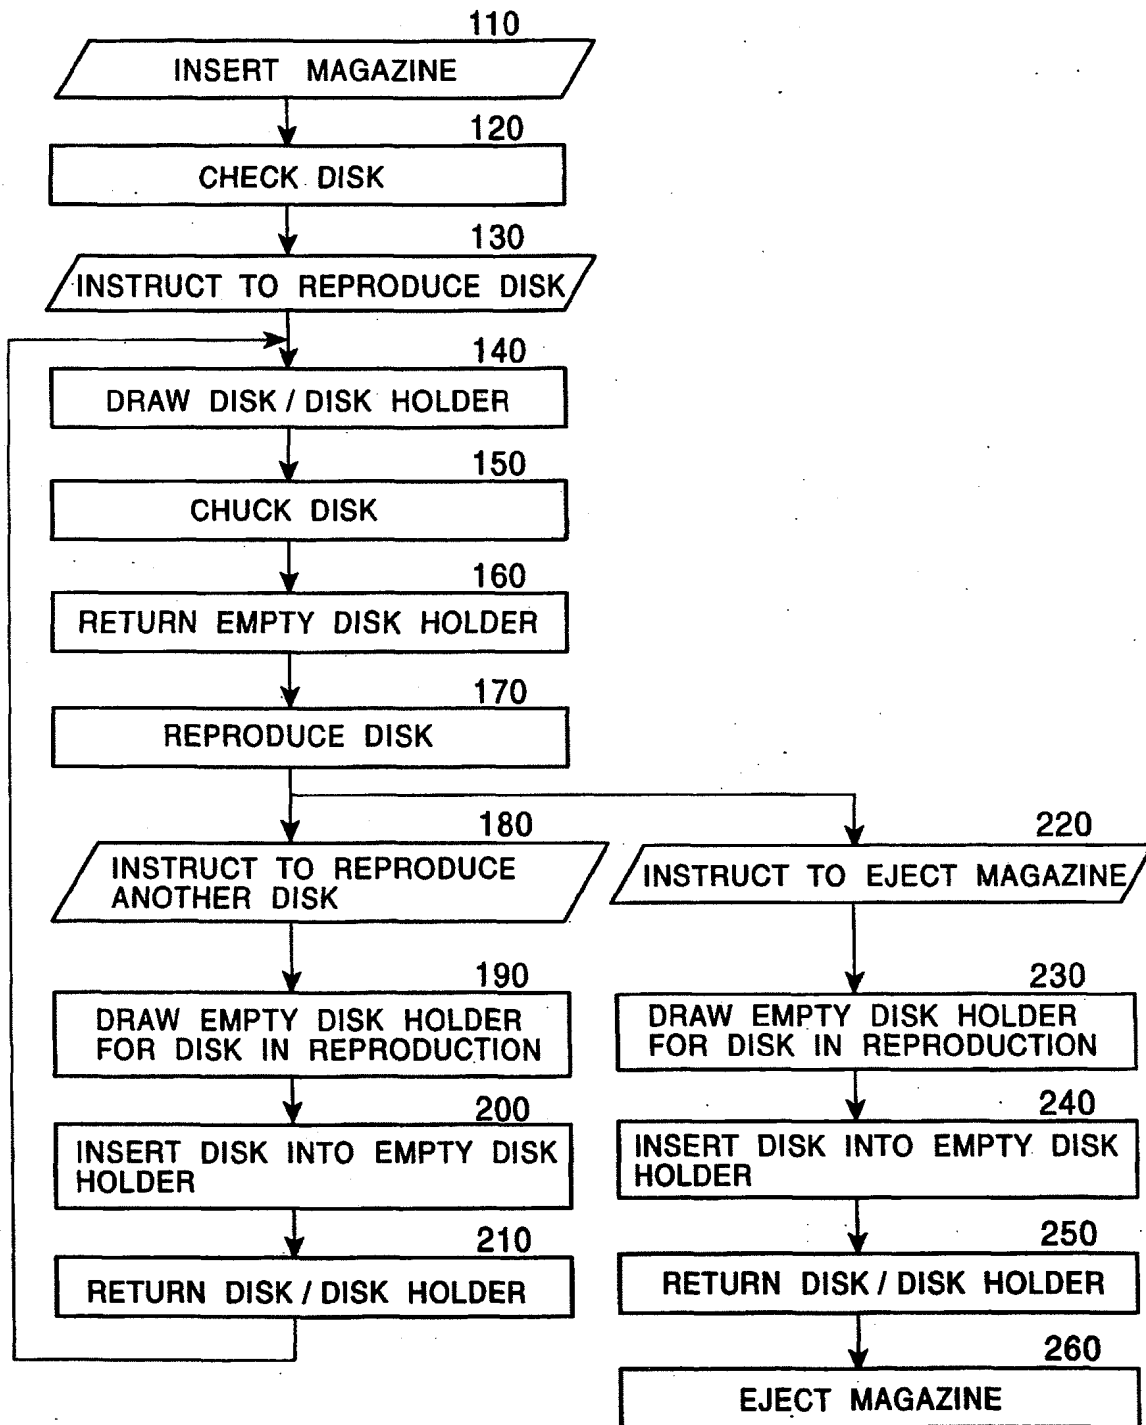 110
INSERT MAGAZINE
120
CHECK DISK
130
INSTRUCT TO REPRODUCE DISK
140
DRAW DISK / DISK HOLDER
150
CHUCK DISK
160
RETURN EMPTY DISK HOLDER
170
REPRODUCE DISK
180
INSTRUCT TO REPRODUCE
ANOTHER DISK
190
DRAW EMPTY DISK HOLDER
FOR DISK IN REPRODUCTION
200
INSERT DISK INTO EMPTY DISK
HOLDER
210
RETURN DISK / DISK HOLDER
220
INSTRUCT TO EJECT MAGAZINE
230
DRAW EMPTY DISK HOLDER
FOR DISK IN REPRODUCTION
240
INSERT DISK INTO EMPTY DISK
HOLDER
250
RETURN DISK / DISK HOLDER
260
EJECT MAGAZINE